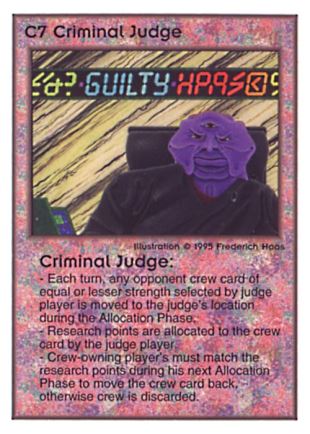 C7 Criminal Judge
GUILTY
Illustration © 1995 Frederich Haas
Criminal Judge:
- Each turn, any opponent crew card of
equal or lesser strength selected by judge
player is moved to the judge's location
during the Allocation Phase.
- Research points are allocated to the crew
card by the judge player.
- Crew-owning player's must match the
research points during his next Allocation
Phase to move the crew card back,
otherwise crew is discarded.